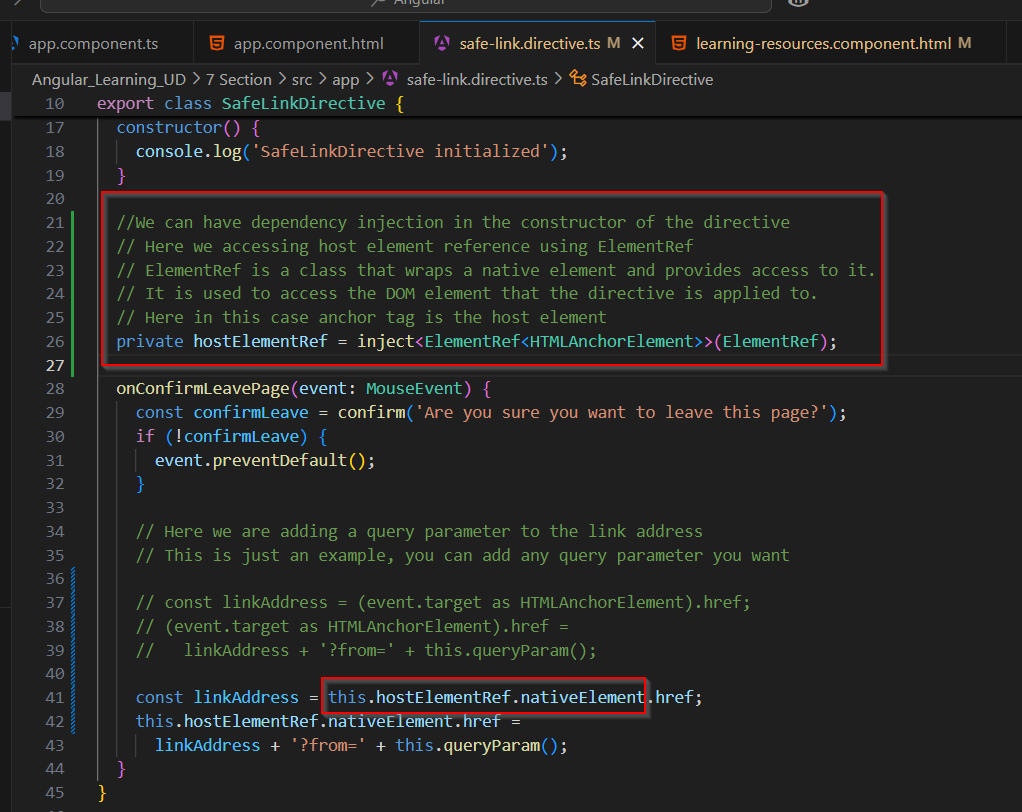 Angular
app.component.ts
app.component.html
safe-link.directive.ts M
learning-resources.component.html M
Angular_Learning_UD > 7 Section > src > app > safe-link.directive.ts > SafeLinkDirective
10 export class SafeLinkDirective {
17 constructor() {
18 console.log('SafeLinkDirective initialized');
19 }
20
21 //We can have dependency injection in the constructor of the directive
22 // Here we accessing host element reference using ElementRef
23 // ElementRef is a class that wraps a native element and provides access to it.
24 // It is used to access the DOM element that the directive is applied to.
25 // Here in this case anchor tag is the host element
26 private hostElementRef = inject<ElementRef<HTMLAnchorElement>>(ElementRef);
27
28 onConfirmLeavePage(event: MouseEvent) {
29 const confirmLeave = confirm('Are you sure you want to leave this page?');
30 if (!confirmLeave) {
31 event.preventDefault();
32 }
33
34 // Here we are adding a query parameter to the link address
35 // This is just an example, you can add any query parameter you want
36
37 // const linkAddress = (event.target as HTMLAnchorElement).href;
38 // (event.target as HTMLAnchorElement).href =
39 // linkAddress + '?from=' + this.queryParam();
40
41 const linkAddress = this.hostElementRef.nativeElement.href;
42 this.hostElementRef.nativeElement.href =
43 linkAddress + '?from=' + this.queryParam();
44 }
45 }